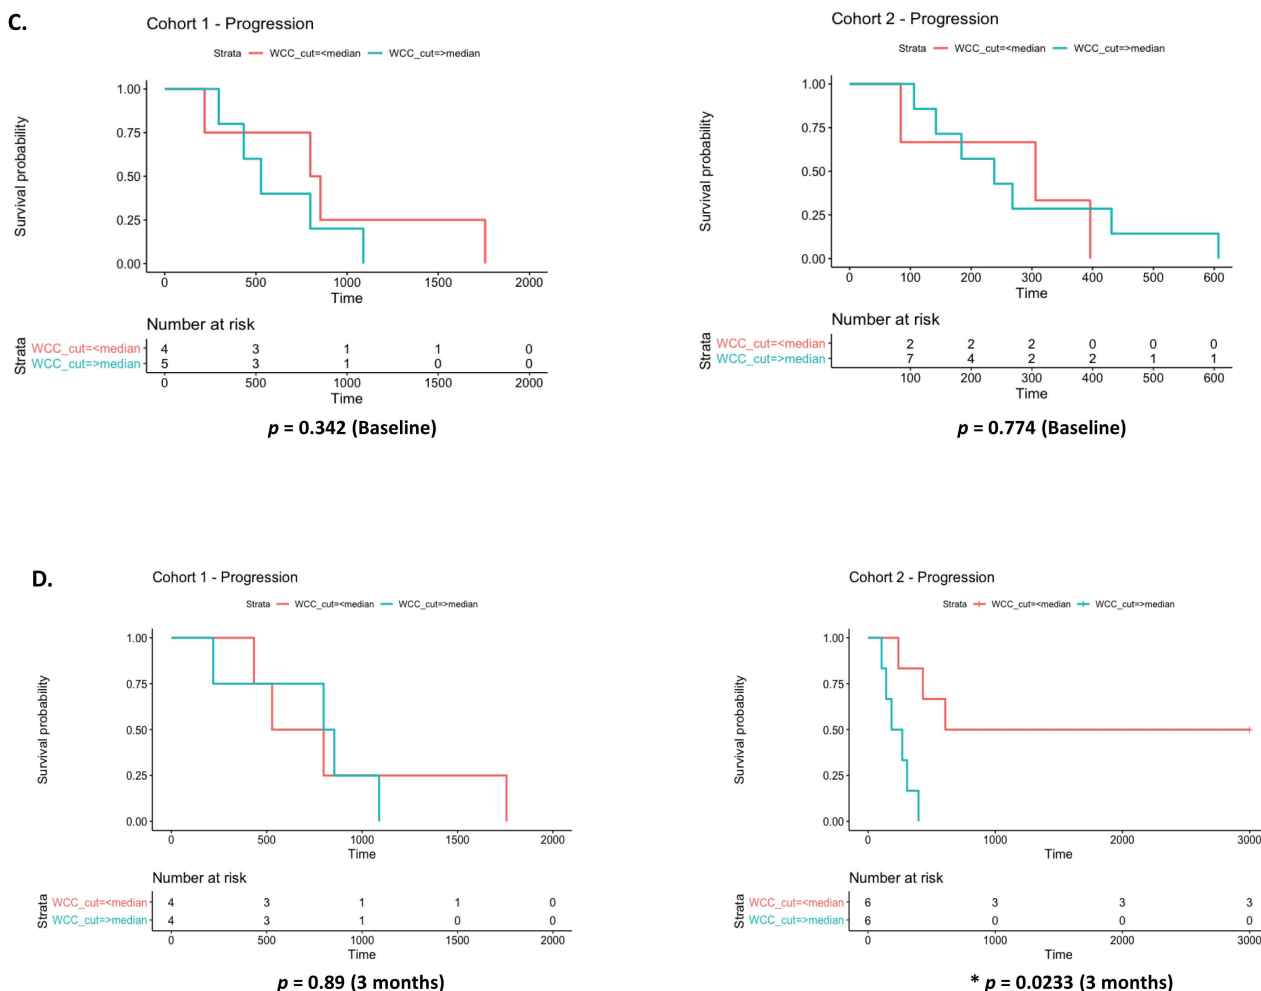 C.
Cohort 1 - Progression
Strata WCC_cut=<median WCC_cut=>median
Survival probability
1.00
0.75
0.50
0.25
0.00
0 500 1000 1500 2000
Time
Number at risk
Strata
WCC_cut=<median 4 3 1 1 0
WCC_cut=>median 5 3 1 0 0
0 500 1000 1500 2000
Time
p = 0.342 (Baseline)
Cohort 2 - Progression
Strata WCC_cut=<median WCC_cut=>median
Survival probability
1.00
0.75
0.50
0.25
0.00
0 100 200 300 400 500 600
Time
Number at risk
Strata
WCC_cut=<median 2 2 2 0 0 0
WCC_cut=>median 7 4 2 2 1 1
100 200 300 400 500 600
Time
p = 0.774 (Baseline)
D.
Cohort 1 - Progression
Strata WCC_cut=<median WCC_cut=>median
Survival probability
1.00
0.75
0.50
0.25
0.00
0 500 1000 1500 2000
Time
Number at risk
Strata
WCC_cut=<median 4 3 1 1 0
WCC_cut=>median 4 3 1 0 0
0 500 1000 1500 2000
Time
p = 0.89 (3 months)
Cohort 2 - Progression
Strata WCC_cut=<median WCC_cut=>median
Survival probability
1.00
0.75
0.50
0.25
0.00
0 1000 2000 3000
Time
Number at risk
Strata
WCC_cut=<median 6 3 3 3
WCC_cut=>median 6 0 0 0
0 1000 2000 3000
Time
* p = 0.0233 (3 months)